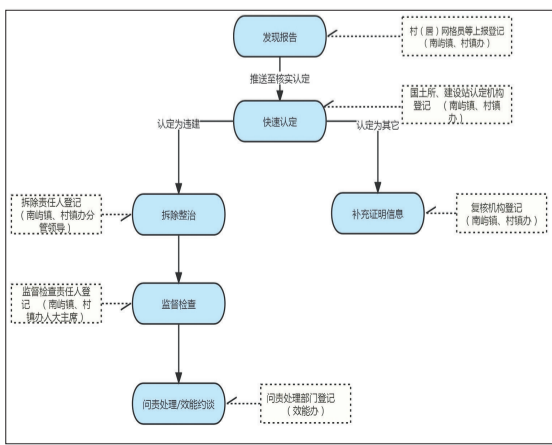 发现报告
村（居）网格员等上报登记
（南屿镇、村镇办）
推送至核实认定
国土所、建设站认定机构
登记 （南屿镇、村镇
办）
快速认定
认定为违建
认定为其它
拆除责任人登记
（南屿镇、村镇办分
管领导）
拆除整治
补充证明信息
复核机构登记
（南屿镇、村镇办）
监督检查责任人登
记 （南屿镇、村
镇办人大主席）
监督检查
问责处理/效能约谈
问责处理部门登记
（效能办）